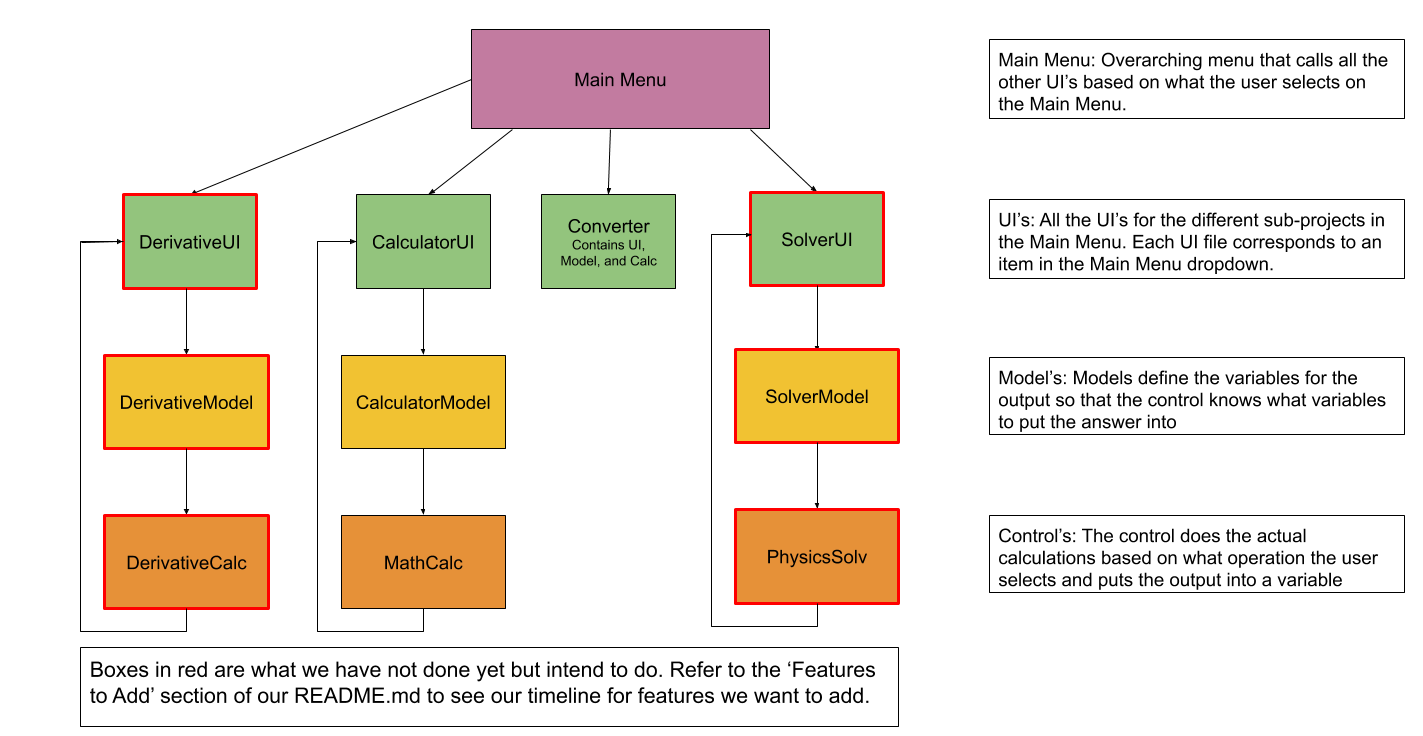 Main Menu
Main Menu: Overarching menu that calls all the
other UI's based on what the user selects on
the Main Menu.
DerivativeUI
CalculatorUI
Converter
Contains UI,
Model, and Calc
SolverUI
UI's: All the UI's for the different sub-projects in
the Main Menu. Each UI file corresponds to an
item in the Main Menu dropdown.
DerivativeModel
CalculatorModel
SolverModel
Model's: Models define the variables for the
output so that the control knows what variables
to put the answer into
DerivativeCalc
MathCalc
PhysicsSolv
Control's: The control does the actual
calculations based on what operation the user
selects and puts the output into a variable
Boxes in red are what we have not done yet but intend to do. Refer to the ‘Features
to Add’ section of our README.md to see our timeline for features we want to add.